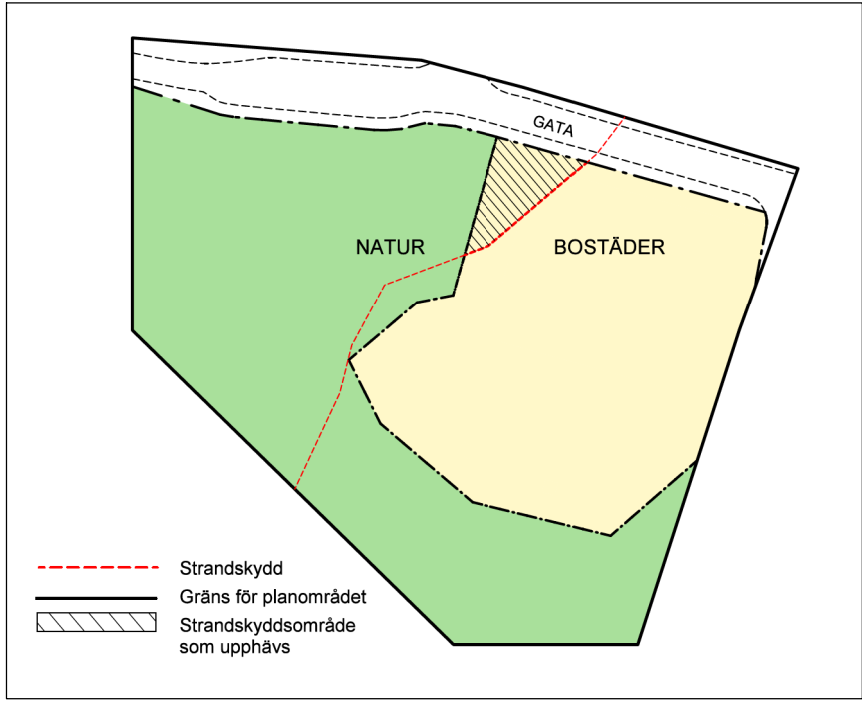 GATA
NATUR
BOSTÄDER
Strandskydd
Gräns för planområdet
Strandskyddsområde
som upphävs